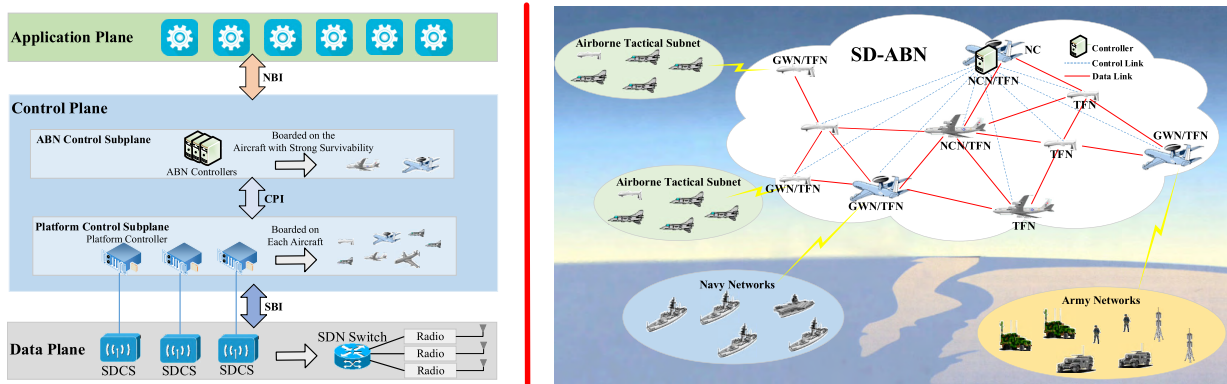 Application Plane
NBI
Control Plane
ABN Control Subplane
ABN Controllers
Boarded on the
Aircraft with Strong Survivability
CPI
Platform Control Subplane
Platform Controller
Boarded on
Each Aircraft
SBI
Data Plane
SDCS
SDCS
SDCS
SDN Switch
Radio
Radio
Radio
SD-ABN
Airborne Tactical Subnet
GWN/TFN
NC
NCN/TFN
Controller
Control Link
Data Link
TFN
NCN/TFN
TFN
GWN/TFN
Airborne Tactical Subnet
GWN/TFN
GWN/TFN
TFN
Navy Networks
Army Networks